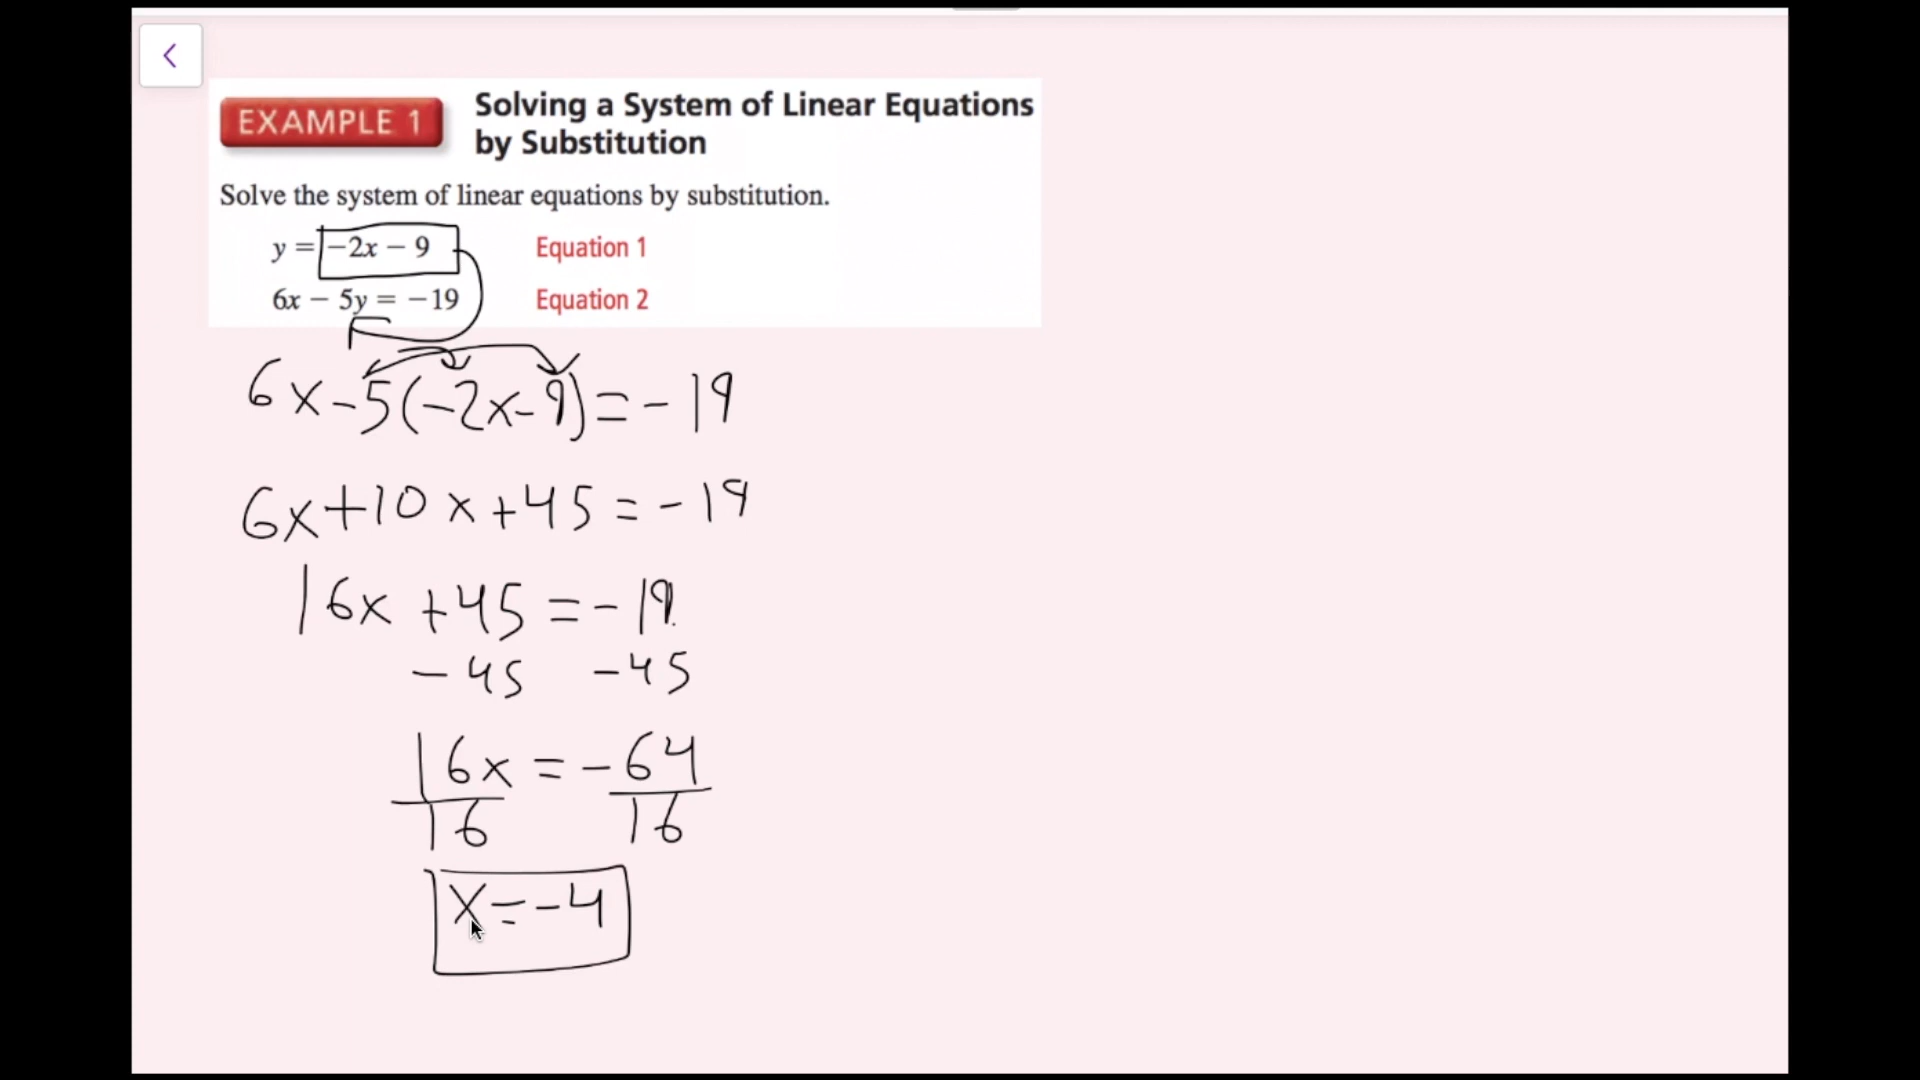 EXAMPLE 1
Solving a System of Linear Equations
by Substitution
Solve the system of linear equations by substitution.
y = −2x − 9 Equation 1
6x − 5y = −19 Equation 2
6x-5(-2x-9)=-19
6x+10x+45=-19
16x+45=-19
-45 -45
16x=-64
16 16
x=-4